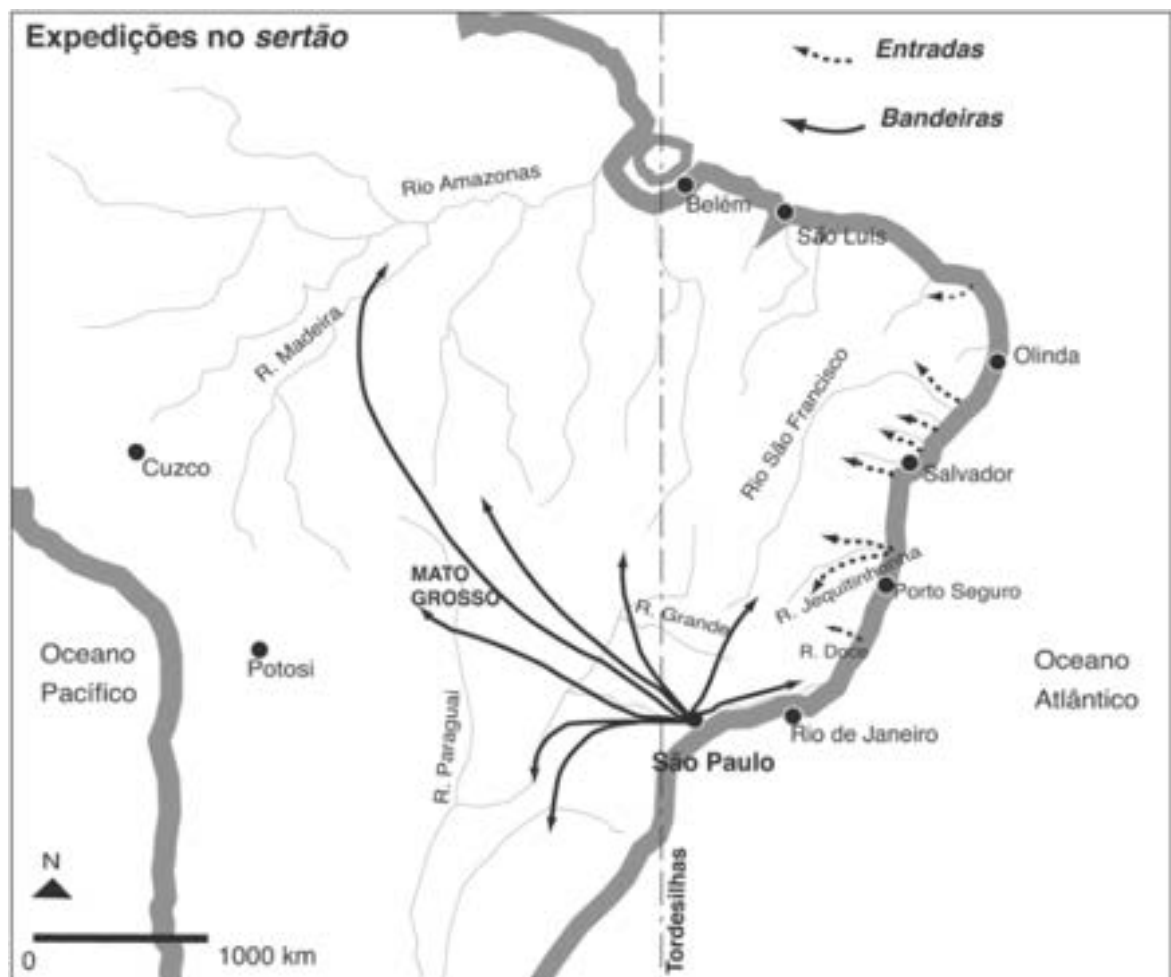 Expedições no sertão
Entradas
Bandeiras
Rio Amazonas
Belém
São Luís
R. Madeira
Olinda
Rio São Francisco
Cuzco
Salvador
MATO
GROSSO
R. Jequitinhonha
Porto Seguro
R. Grande
Oceano
Pacífico
Potosi
R. Doce
Oceano
Atlântico
R. Paraguai
Rio de Janeiro
São Paulo
Tordesilhas
N
0
1000 km